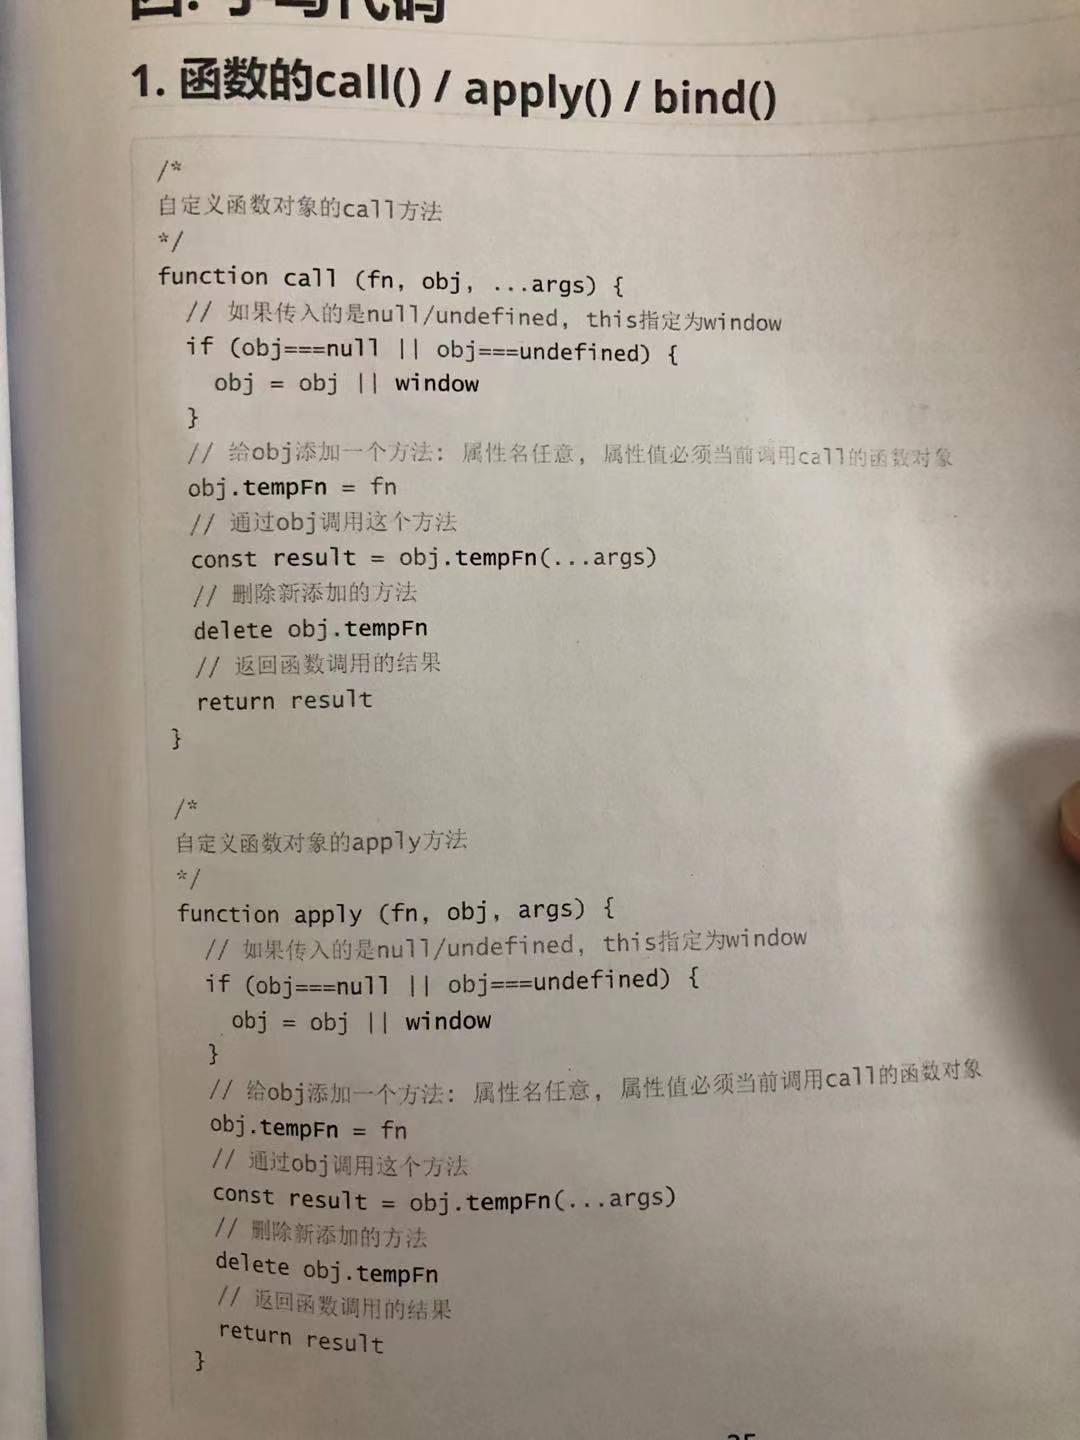 四. 手写代码
1. 函数的call() / apply() / bind()
/*
自定义函数对象的call方法
*/
function call (fn, obj, ...args) {
// 如果传入的是null/undefined, this指定为window
if (obj===null || obj===undefined) {
obj = obj || window
}
// 给obj添加一个方法: 属性名任意, 属性值必须当前调用call的函数对象
obj.tempFn = fn
// 通过obj调用这个方法
const result = obj.tempFn(...args)
// 删除新添加的方法
delete obj.tempFn
// 返回函数调用的结果
return result
}
/*
自定义函数对象的apply方法
*/
function apply (fn, obj, args) {
// 如果传入的是null/undefined, this指定为window
if (obj===null || obj===undefined) {
obj = obj || window
}
// 给obj添加一个方法: 属性名任意, 属性值必须当前调用call的函数对象
obj.tempFn = fn
// 通过obj调用这个方法
const result = obj.tempFn(...args)
// 删除新添加的方法
delete obj.tempFn
// 返回函数调用的结果
return result
}